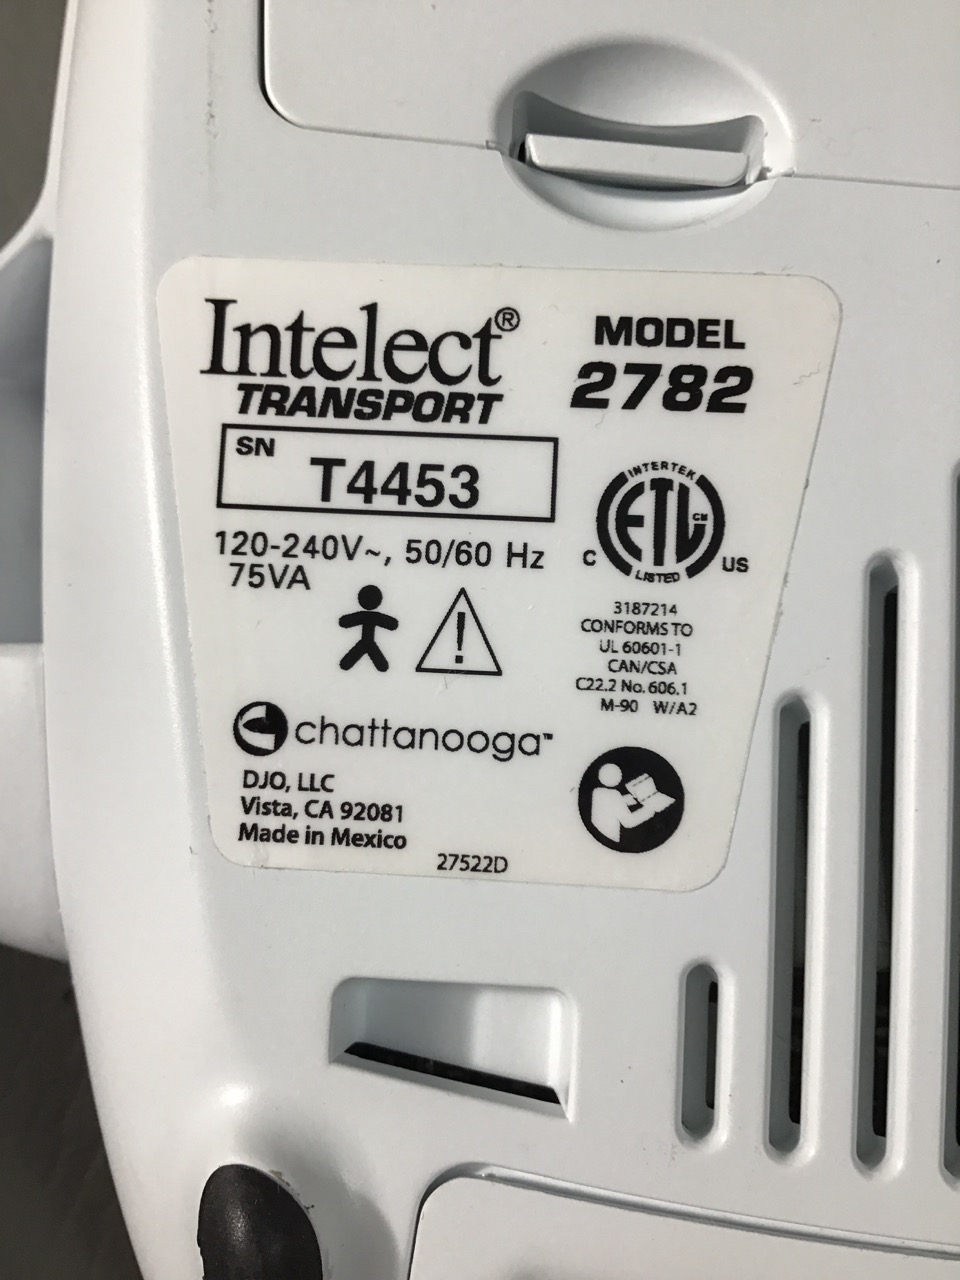 Intelect®
TRANSPORT
MODEL
2782
SN
T4453
120-240V~, 50/60 Hz
75VA
INTERTEK
ETL CM
C US
LISTED
3187214
CONFORMS TO
UL 60601-1
CAN/CSA
C22.2 No. 606.1
M-90 W/A2
chattanooga™
DJO, LLC
Vista, CA 92081
Made in Mexico
27522D